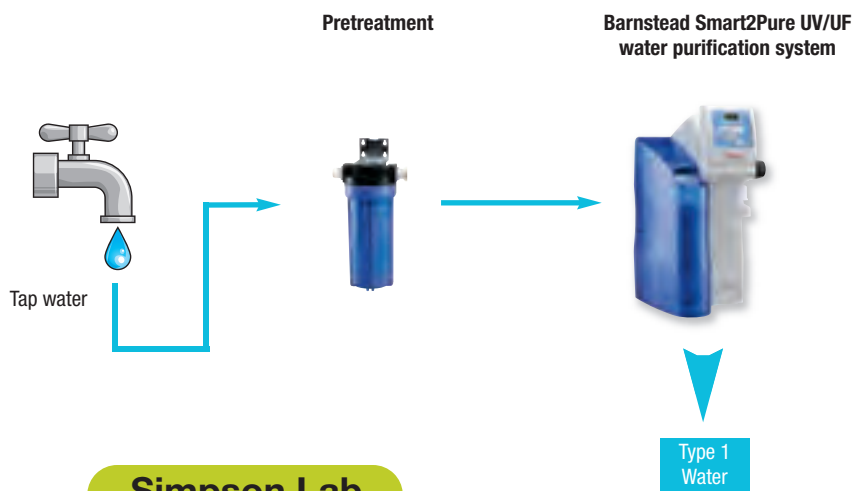 Pretreatment
Barnstead Smart2Pure UV/UF
water purification system
Tap water
Type 1
Water
Simpson Lab